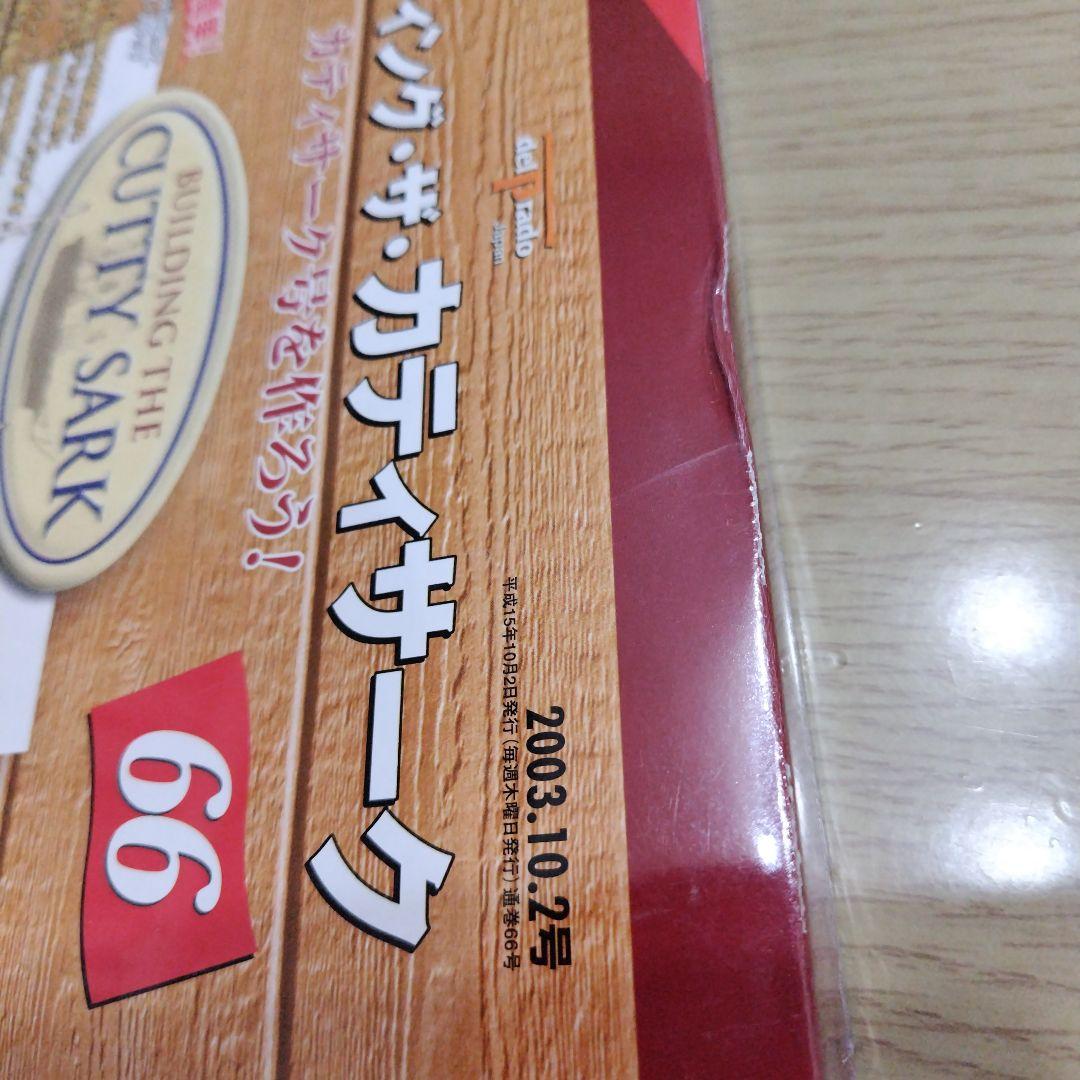 del Prado
Japan
2003.10.2号
平成15年10月2日発行(毎週木曜日発行)通巻66号
ィング・ザ・カティサーク
カティサーク号を作ろう!
BUILDING THE
CUTTY SARK
66